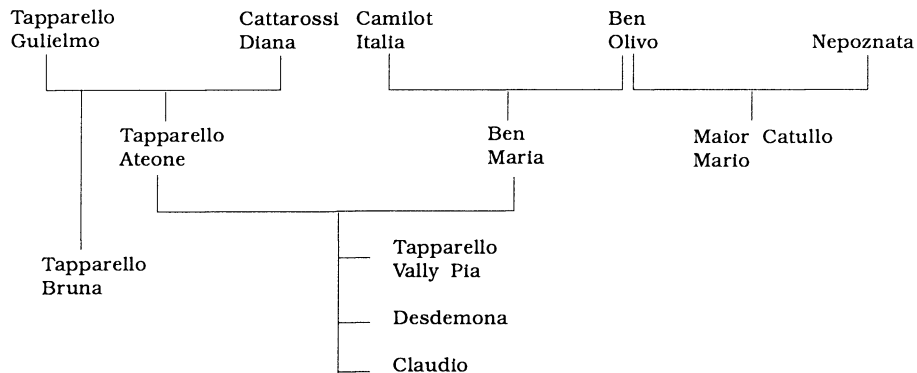 Tapparello
Gulielmo
Cattarossi
Diana
Camilot
Italia
Ben
Olivo
Nepoznata
Tapparello
Ateone
Ben
Maria
Maior Catullo
Mario
Tapparello
Bruna
Tapparello
Vally Pia
Desdemona
Claudio